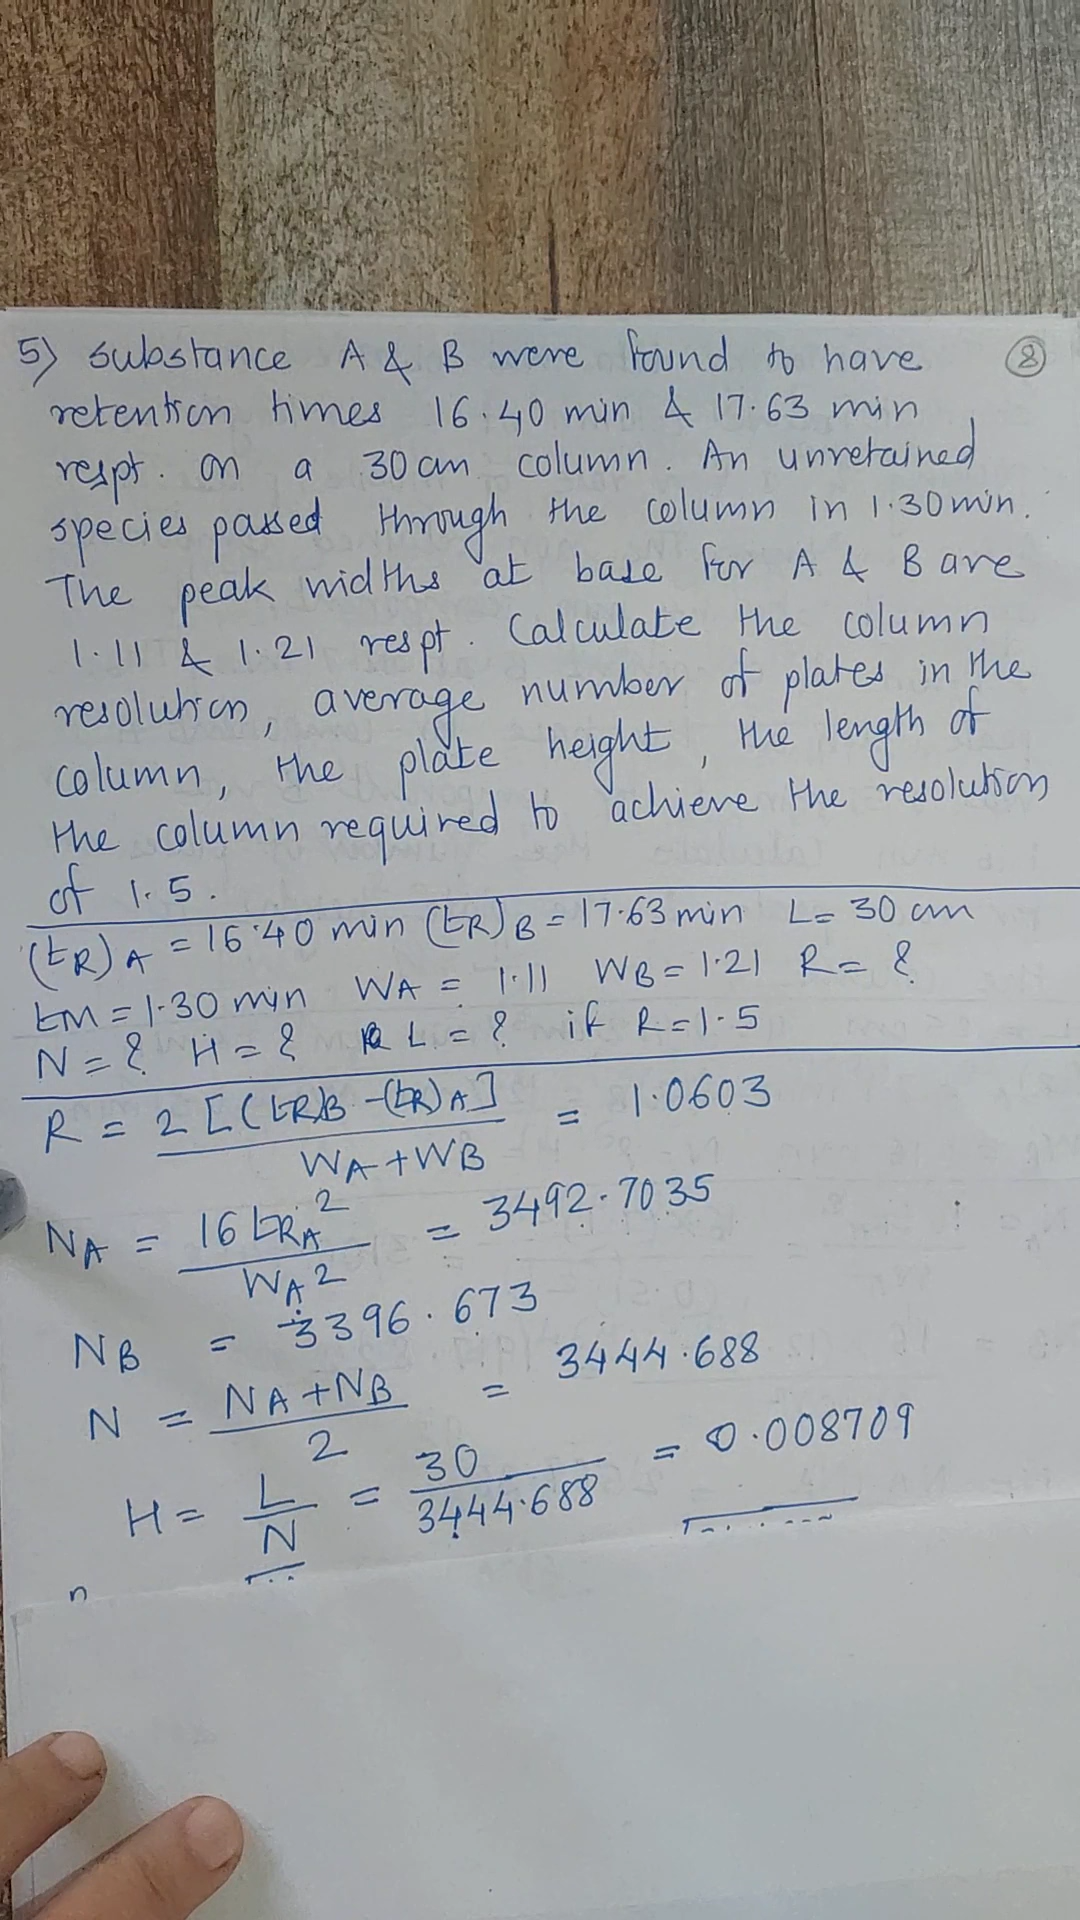 5) substance A & B were found to have ⑧
retention times 16.40 min & 17.63 min
respt. on a 30 cm column. An unretained
species passed through the column in 1.30 min.
The peak widths at base for A & B are
1.11 & 1.21 respt. Calculate the column
resolution, average number of plates in the
column, the plate height, the length of
the column required to achieve the resolution
of 1.5.
(tR)A = 16.40 min (tR)B = 17.63 min L = 30 cm
tM = 1.30 min WA = 1.11 WB = 1.21 R = ?
N = ? H = ? L = ? if R = 1.5
R = 2 [(tR)B - (tR)A] / WA + WB = 1.0603
NA = 16 tRA² / WA² = 3492.7035
NB = 3396.673
N = NA + NB / 2 = 3444.688
H = L / N = 30 / 3444.688 = 0.008709